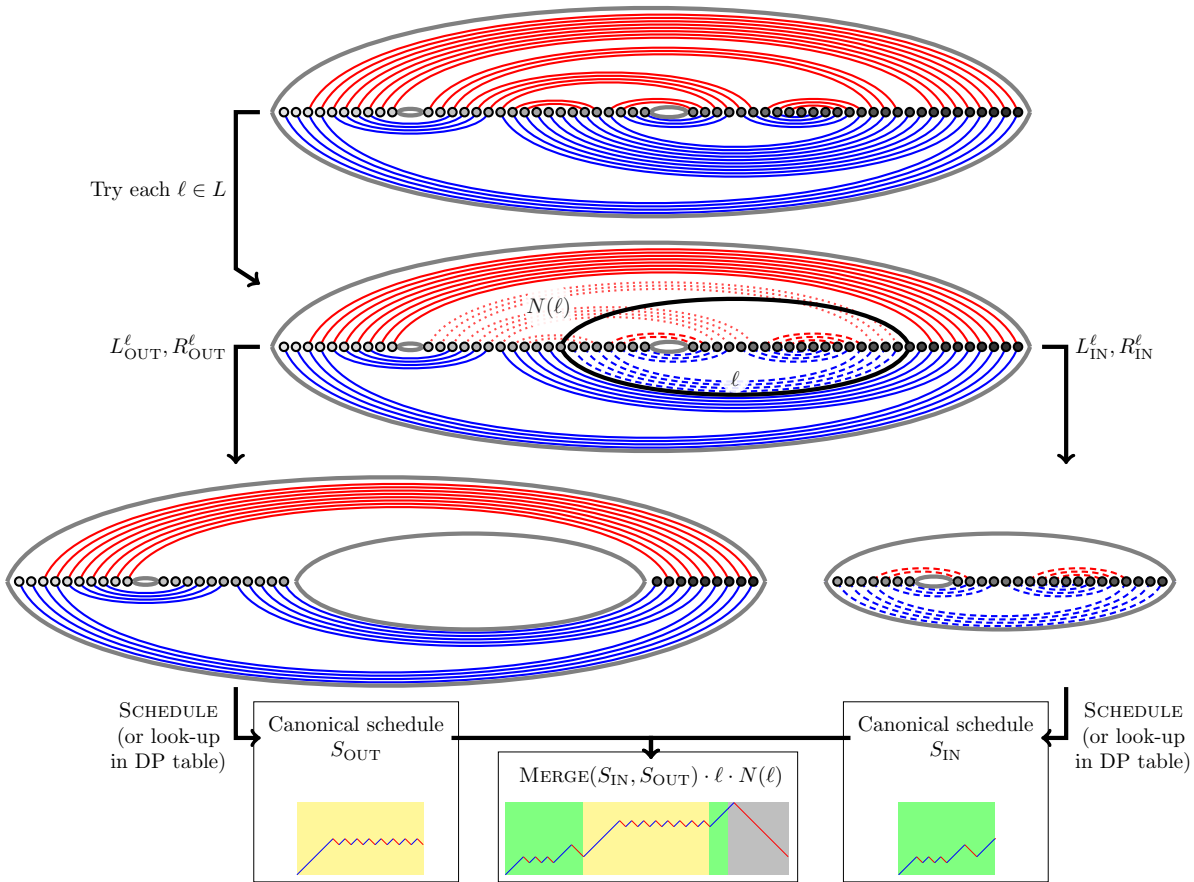 Try each ℓ ∈ L
N(ℓ)
ℓ
L^ℓ_OUT, R^ℓ_OUT
L^ℓ_IN, R^ℓ_IN
SCHEDULE
(or look-up
in DP table)
Canonical schedule
S_OUT
MERGE(S_IN, S_OUT) · ℓ · N(ℓ)
Canonical schedule
S_IN
SCHEDULE
(or look-up
in DP table)